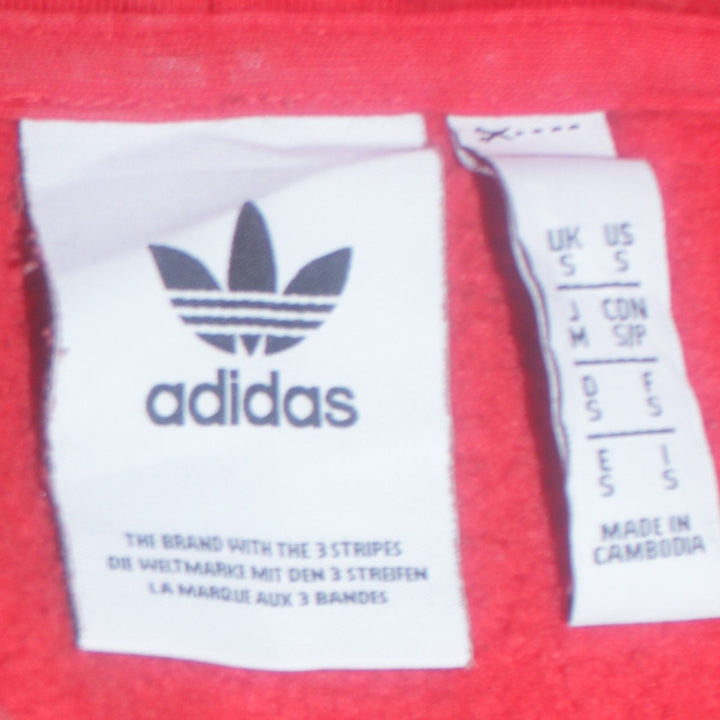 adidas
THE BRAND WITH THE 3 STRIPES
DIE WELTMARKE MIT DEN 3 STREIFEN
LA MARQUE AUX 3 BANDES
UK US
S S
J CDN
M S/P
D F
S S
E I
S S
MADE IN
CAMBODIA